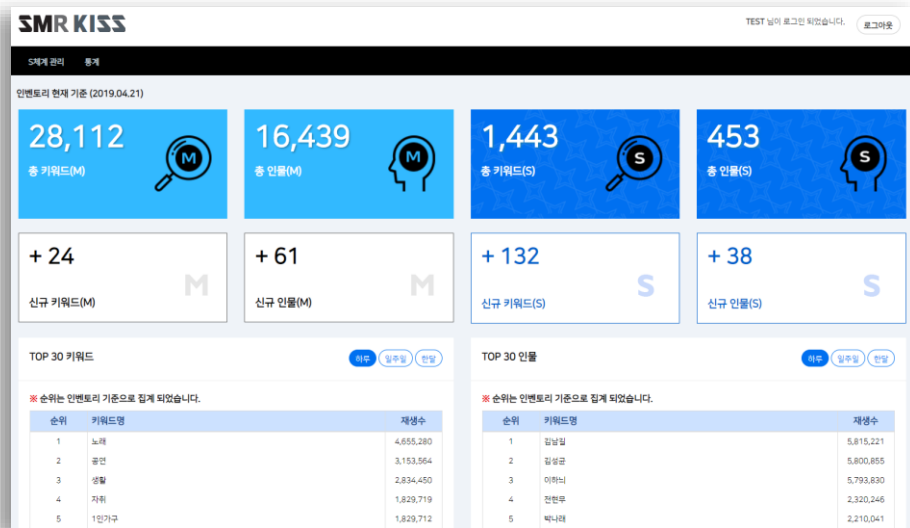 SMR KISS
TEST 님이 로그인 되었습니다.
로그아웃
S체계 관리
통계
인벤토리 현재 기준 (2019.04.21)
28,112
총 키워드(M)
M
16,439
총 인물(M)
M
1,443
총 키워드(S)
S
453
총 인물(S)
S
+ 24
신규 키워드(M)
M
+ 61
신규 인물(M)
M
+ 132
신규 키워드(S)
S
+ 38
신규 인물(S)
S
TOP 30 키워드
하루 일주일 한달
※ 순위는 인벤토리 기준으로 집계 되었습니다.
순위 키워드명 재생수
1 노래 4,655,280
2 공연 3,153,564
3 생활 2,834,450
4 자취 1,829,719
5 1인가구 1,829,712
TOP 30 인물
하루 일주일 한달
※ 순위는 인벤토리 기준으로 집계 되었습니다.
순위 키워드명 재생수
1 김남길 5,815,221
2 김성균 5,800,855
3 이하늬 5,793,830
4 전현무 2,320,246
5 박나래 2,210,041